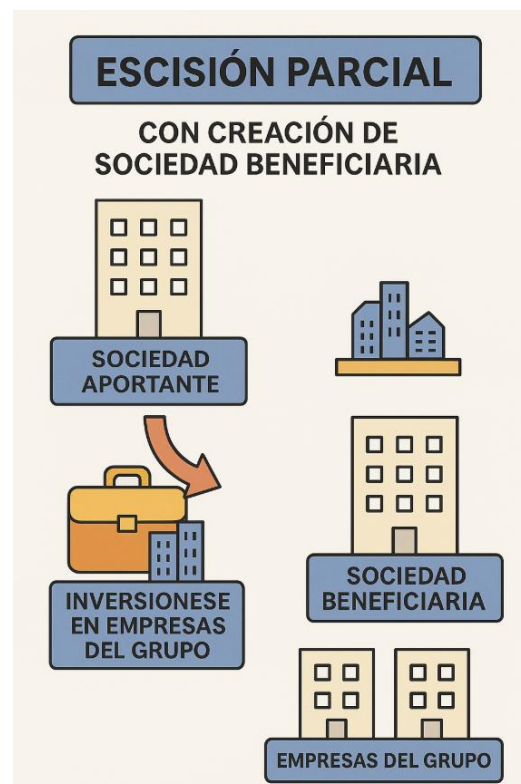 ESCISIÓN PARCIAL
CON CREACIÓN DE
SOCIEDAD BENEFICIARIA
SOCIEDAD
APORTANTE
INVERSIONESE
EN EMPRESAS
DEL GRUPO
SOCIEDAD
BENEFICIARIA
EMPRESAS DEL GRUPO